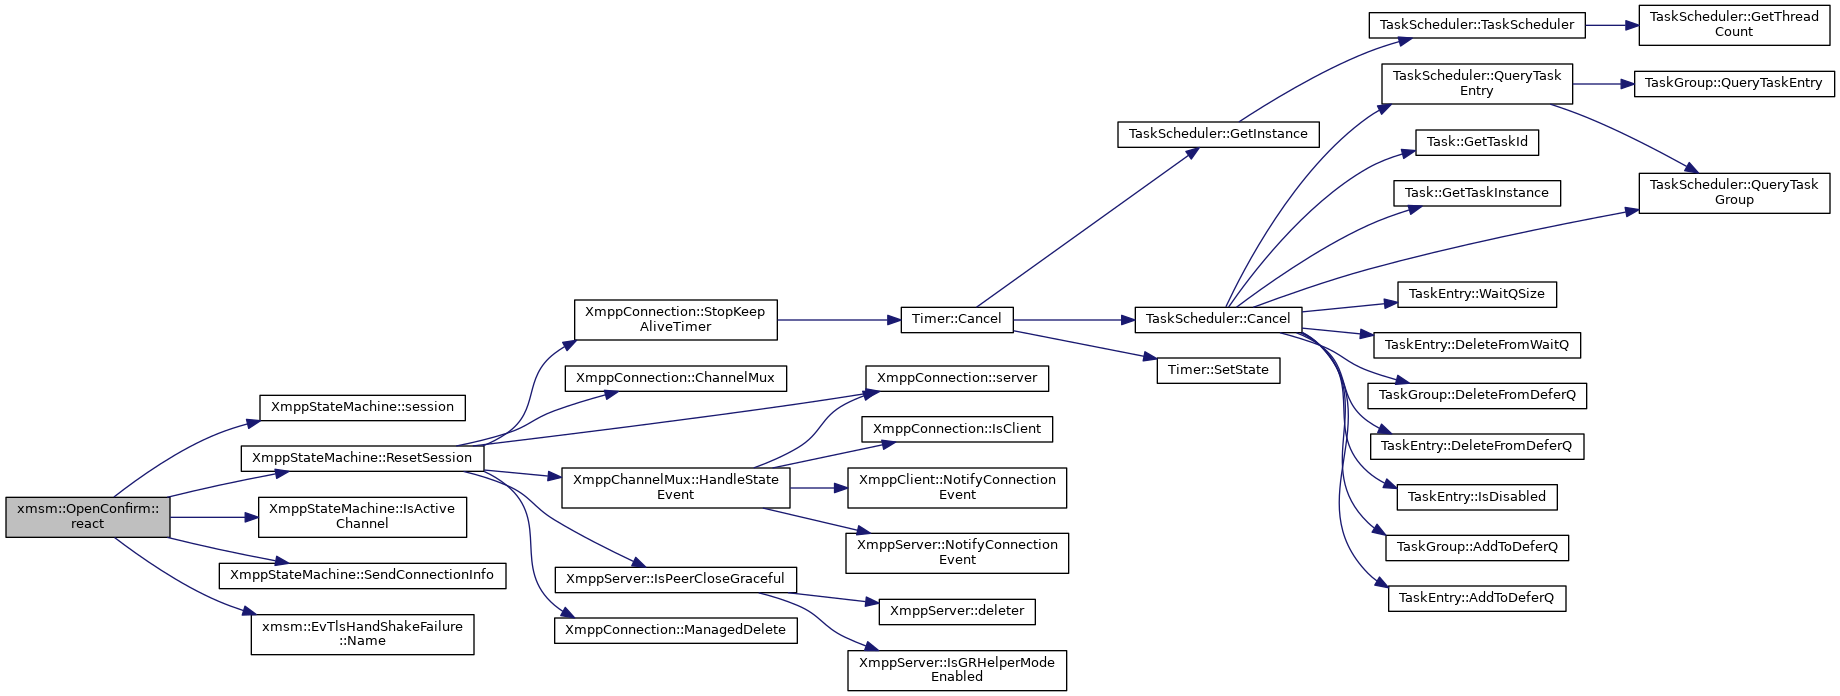 xmsm::OpenConfirm::
react
XmppStateMachine::session
XmppStateMachine::ResetSession
XmppStateMachine::IsActive
Channel
XmppStateMachine::SendConnectionInfo
xmsm::EvTlsHandShakeFailure
::Name
XmppConnection::StopKeep
AliveTimer
XmppConnection::ChannelMux
XmppChannelMux::HandleState
Event
XmppServer::IsPeerCloseGraceful
XmppConnection::ManagedDelete
Timer::Cancel
XmppConnection::server
XmppConnection::IsClient
XmppClient::NotifyConnection
Event
XmppServer::NotifyConnection
Event
XmppServer::deleter
XmppServer::IsGRHelperMode
Enabled
TaskScheduler::GetInstance
TaskScheduler::Cancel
Timer::SetState
TaskScheduler::TaskScheduler
TaskScheduler::QueryTask
Entry
Task::GetTaskId
Task::GetTaskInstance
TaskEntry::WaitQSize
TaskEntry::DeleteFromWaitQ
TaskGroup::DeleteFromDeferQ
TaskEntry::DeleteFromDeferQ
TaskEntry::IsDisabled
TaskGroup::AddToDeferQ
TaskEntry::AddToDeferQ
TaskScheduler::GetThread
Count
TaskGroup::QueryTaskEntry
TaskScheduler::QueryTask
Group